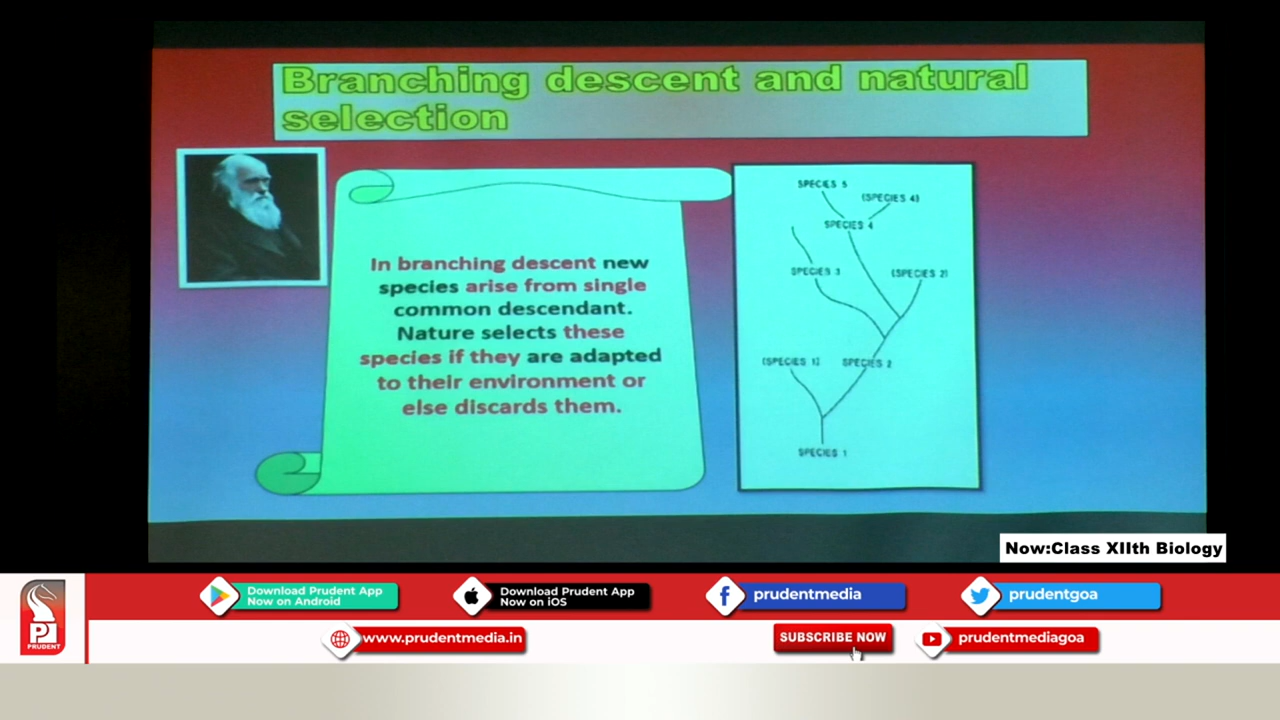 Branching descent and natural
selection
In branching descent new
species arise from single
common descendant.
Nature selects these
species if they are adapted
to their environment or
else discards them.
SPECIES 5
(SPECIES 4)
SPECIES 4
SPECIES 3
(SPECIES 2)
(SPECIES 1)
SPECIES 2
SPECIES 1
Now:Class XIIth Biology
Download Prudent App
Now on Android
Download Prudent App
Now on iOS
prudentmedia
prudentgoa
PRUDENT
www.prudentmedia.in
SUBSCRIBE NOW
prudentmediagoa